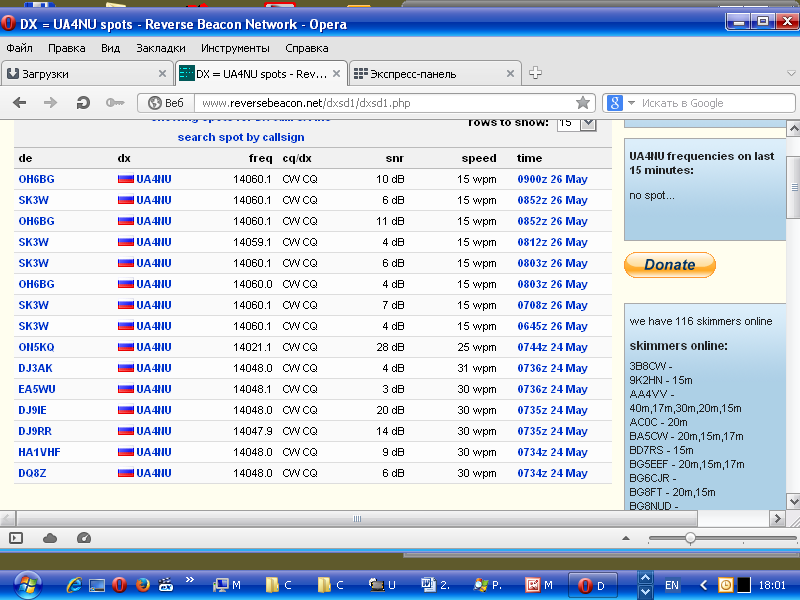 DX = UA4NU spots - Reverse Beacon Network - Opera
Файл Правка Вид Закладки Инструменты Справка
Загрузки DX = UA4NU spots - Rev... Экспресс-панель
Веб www.reversebeacon.net/dxsd1/dxsd1.php Искать в Google
rows to show: 15
search spot by callsign
de dx freq cq/dx snr speed time
OH6BG UA4NU 14060.1 CW CQ 10 dB 15 wpm 0900z 26 May
SK3W UA4NU 14060.1 CW CQ 6 dB 15 wpm 0852z 26 May
OH6BG UA4NU 14060.1 CW CQ 11 dB 15 wpm 0852z 26 May
SK3W UA4NU 14059.1 CW CQ 4 dB 15 wpm 0812z 26 May
SK3W UA4NU 14060.1 CW CQ 6 dB 15 wpm 0803z 26 May
OH6BG UA4NU 14060.0 CW CQ 4 dB 15 wpm 0803z 26 May
SK3W UA4NU 14060.1 CW CQ 7 dB 15 wpm 0708z 26 May
SK3W UA4NU 14060.1 CW CQ 4 dB 15 wpm 0645z 26 May
ON5KQ UA4NU 14021.1 CW CQ 28 dB 25 wpm 0744z 24 May
DJ3AK UA4NU 14048.0 CW CQ 4 dB 31 wpm 0736z 24 May
EA5WU UA4NU 14048.1 CW CQ 3 dB 30 wpm 0736z 24 May
DJ9IE UA4NU 14048.0 CW CQ 20 dB 30 wpm 0735z 24 May
DJ9RR UA4NU 14047.9 CW CQ 14 dB 30 wpm 0735z 24 May
HA1VHF UA4NU 14048.0 CW CQ 9 dB 30 wpm 0734z 24 May
DQ8Z UA4NU 14048.0 CW CQ 6 dB 30 wpm 0734z 24 May
UA4NU frequencies on last
15 minutes:
no spot...
Donate
we have 116 skimmers online
skimmers online:
3B8CW -
9K2HN - 15m
AA4VV -
40m,17m,30m,20m,15m
AC0C - 20m
BA5CW - 20m,15m,17m
BD7RS - 15m
BG5EEF - 20m,15m,17m
BG6CJR -
BG8FT - 20m,15m
BG8NUD -
M C C U 2. P. M D EN 18:01